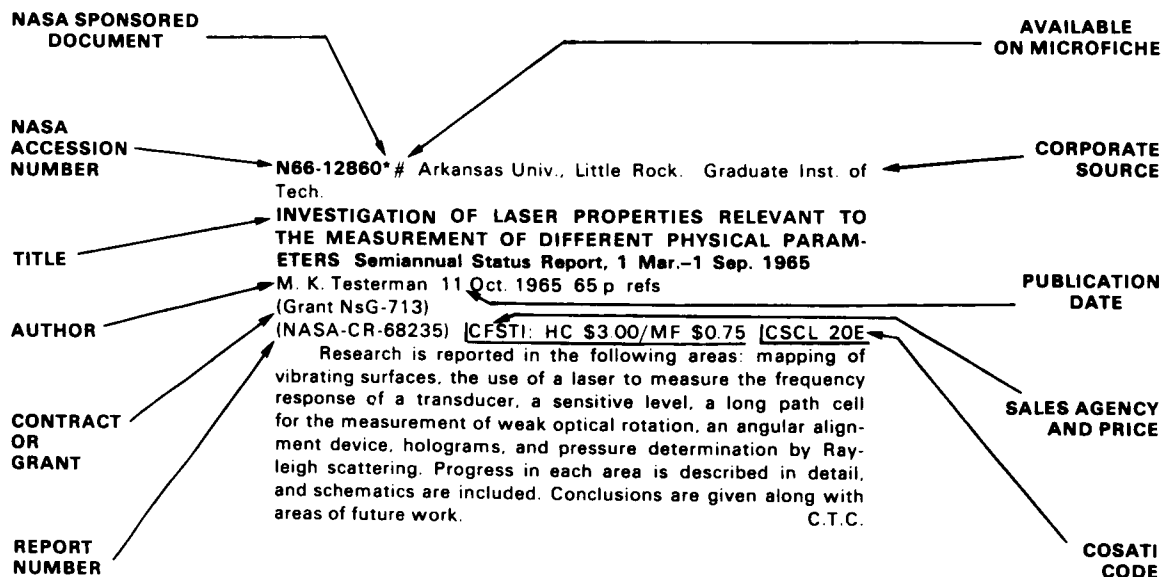 NASA SPONSORED
DOCUMENT
AVAILABLE
ON MICROFICHE
NASA
ACCESSION
NUMBER
CORPORATE
SOURCE
N66-12860*# Arkansas Univ., Little Rock. Graduate Inst. of
Tech.
INVESTIGATION OF LASER PROPERTIES RELEVANT TO
THE MEASUREMENT OF DIFFERENT PHYSICAL PARAM-
ETERS Semiannual Status Report, 1 Mar.–1 Sep. 1965
TITLE
M. K. Testerman 11 Oct. 1965 65 p refs
PUBLICATION
DATE
(Grant NsG-713)
AUTHOR
(NASA-CR-68235) CFSTI: HC $3.00/MF $0.75 CSCL 20E
Research is reported in the following areas: mapping of
vibrating surfaces, the use of a laser to measure the frequency
response of a transducer, a sensitive level, a long path cell
for the measurement of weak optical rotation, an angular align-
ment device, holograms, and pressure determination by Ray-
leigh scattering. Progress in each area is described in detail,
and schematics are included. Conclusions are given along with
areas of future work. C.T.C.
CONTRACT
OR
GRANT
SALES AGENCY
AND PRICE
REPORT
NUMBER
COSATI
CODE